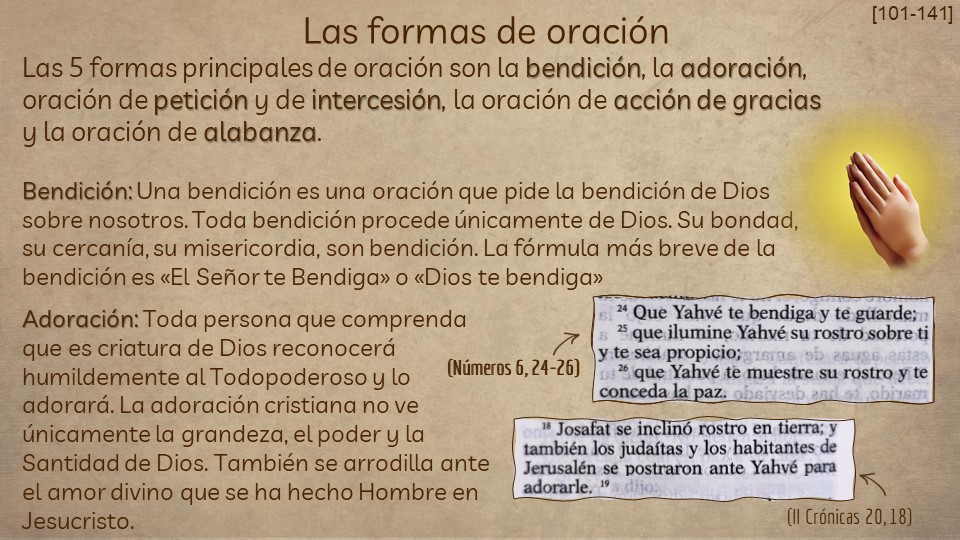 [101-141]
Las formas de oración
Las 5 formas principales de oración son la bendición, la adoración,
oración de petición y de intercesión, la oración de acción de gracias
y la oración de alabanza.
Bendición: Una bendición es una oración que pide la bendición de Dios
sobre nosotros. Toda bendición procede únicamente de Dios. Su bondad,
su cercanía, su misericordia, son bendición. La fórmula más breve de la
bendición es «El Señor te Bendiga» o «Dios te bendiga»
Adoración: Toda persona que comprenda
que es criatura de Dios reconocerá
humildemente al Todopoderoso y lo
adorará. La adoración cristiana no ve
únicamente la grandeza, el poder y la
Santidad de Dios. También se arrodilla ante
el amor divino que se ha hecho Hombre en
Jesucristo.
(Números 6, 24-26)
24 Que Yahvé te bendiga y te guarde;
25 que ilumine Yahvé su rostro sobre ti
y te sea propicio;
26 que Yahvé te muestre su rostro y te
conceda la paz.
18 Josafat se inclinó rostro en tierra; y
también los judaítas y los habitantes de
Jerusalén se postraron ante Yahvé para
adorarle. 19
(II Crónicas 20, 18)